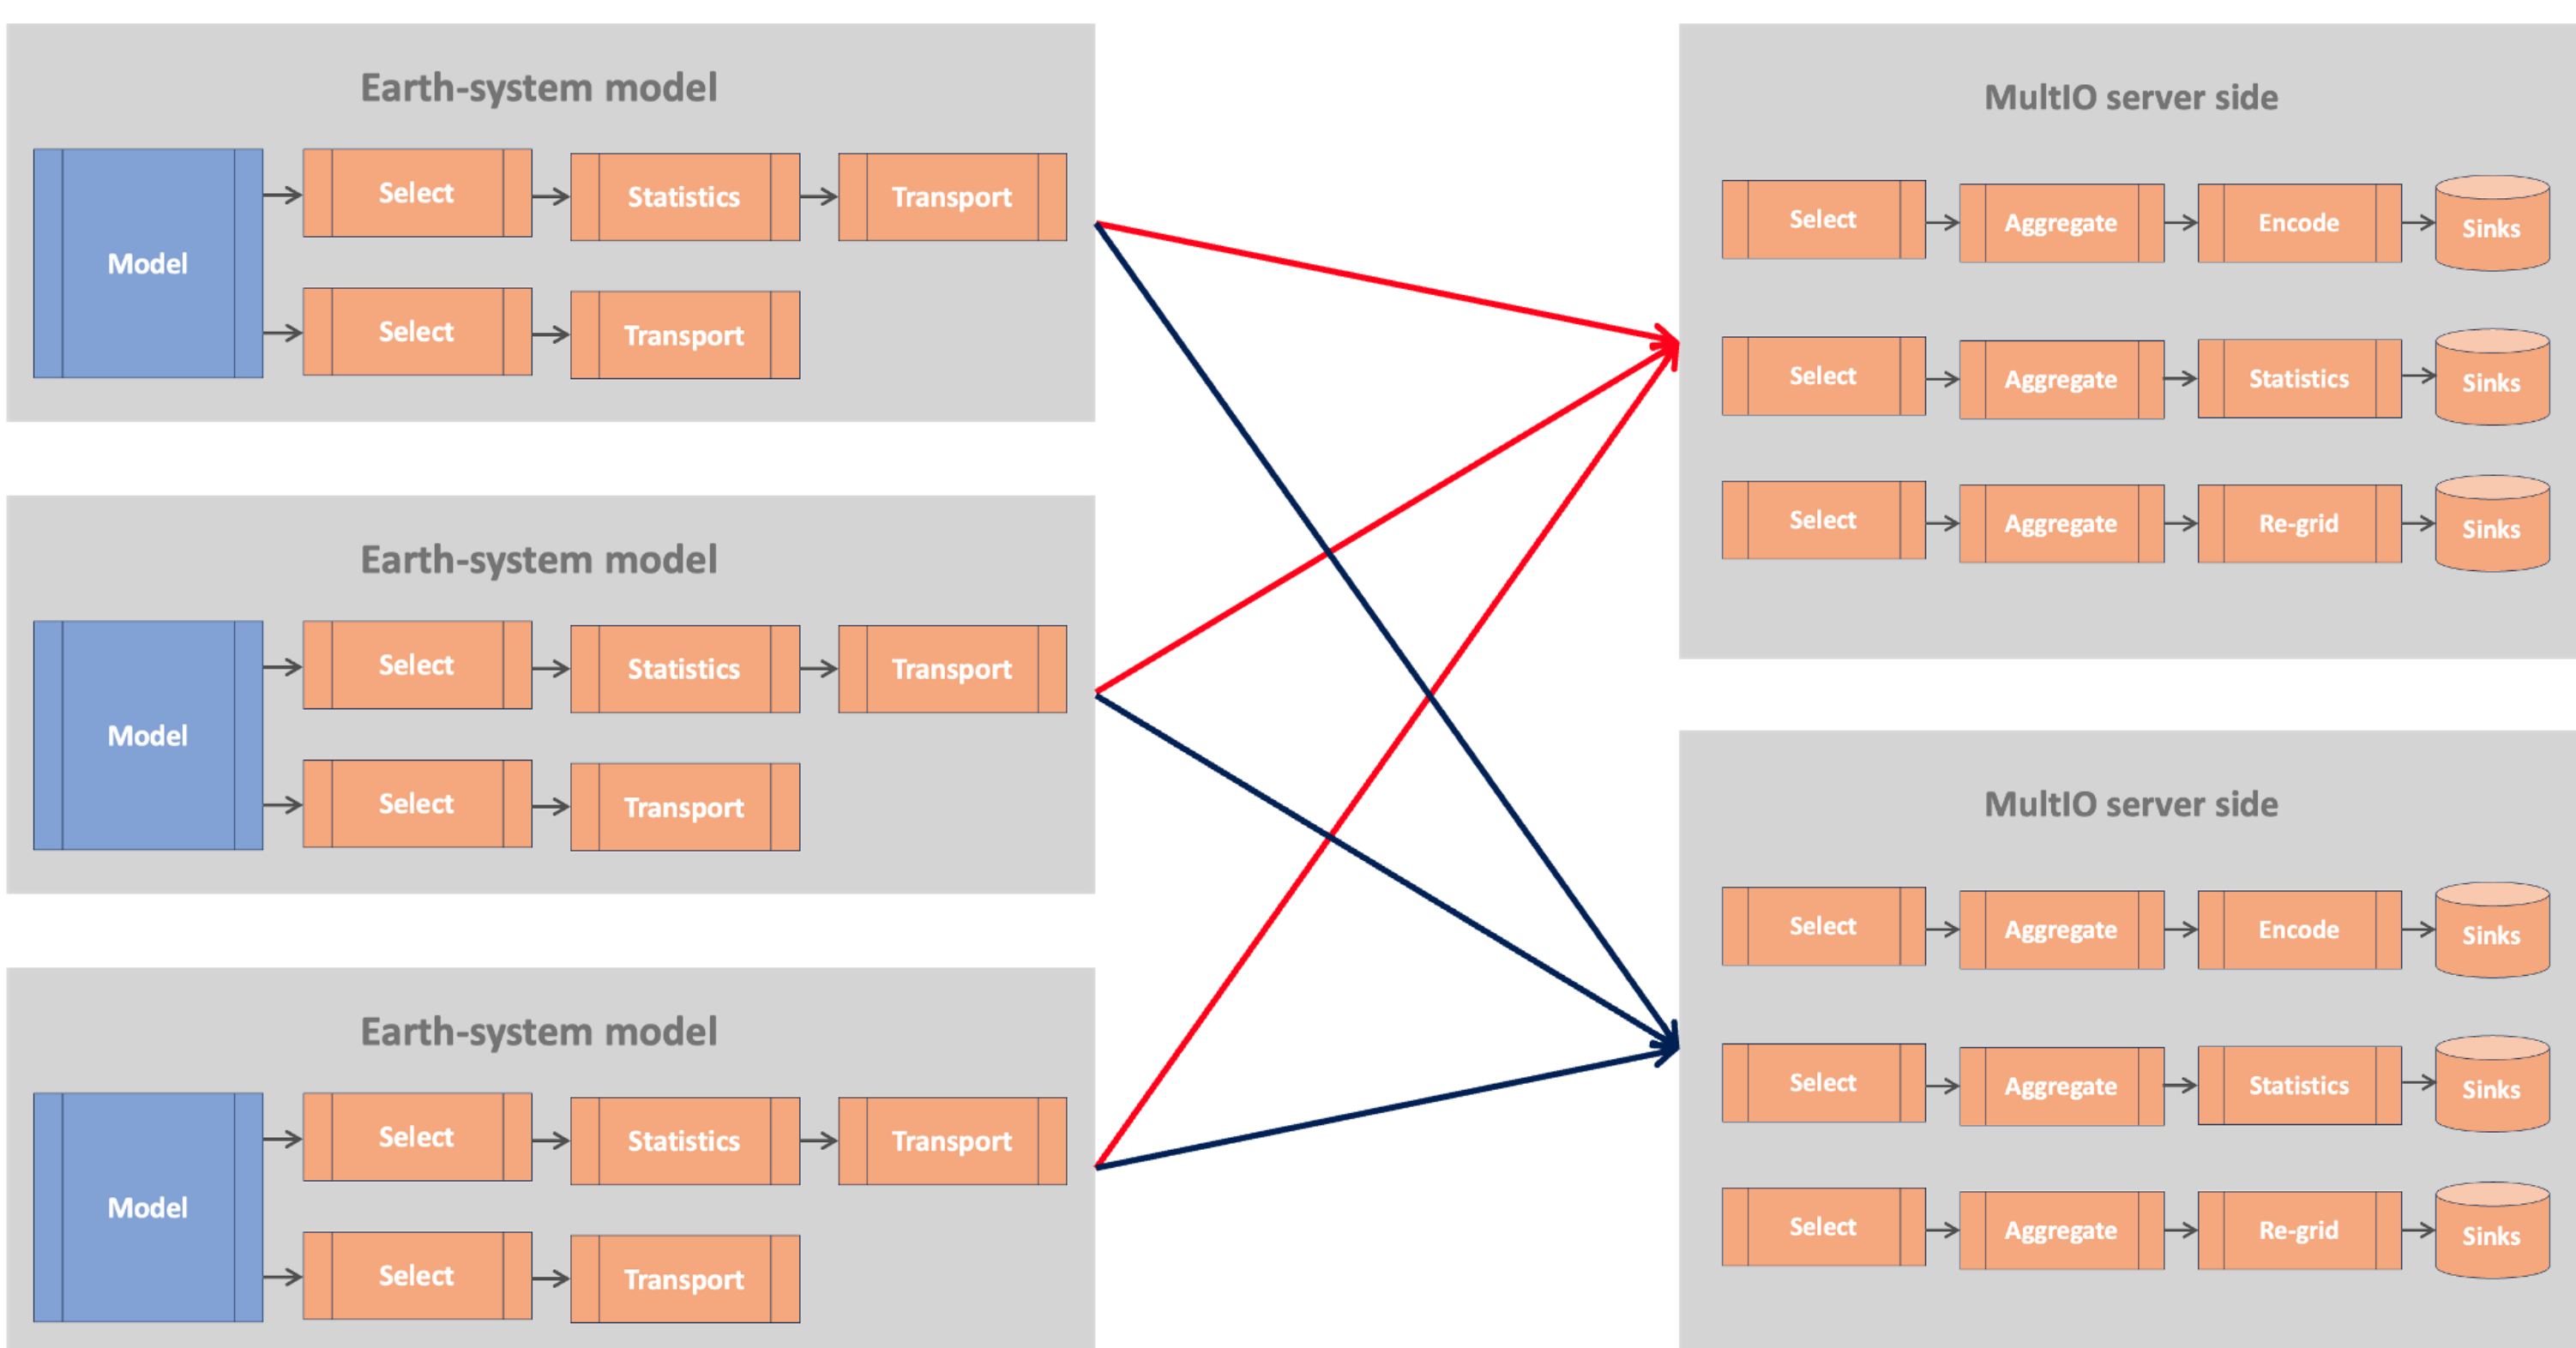 Earth-system model
Model
Select
Statistics
Transport
Select
Transport
Earth-system model
Model
Select
Statistics
Transport
Select
Transport
Earth-system model
Model
Select
Statistics
Transport
Select
Transport
MultIO server side
Select
Aggregate
Encode
Sinks
Select
Aggregate
Statistics
Sinks
Select
Aggregate
Re-grid
Sinks
MultIO server side
Select
Aggregate
Encode
Sinks
Select
Aggregate
Statistics
Sinks
Select
Aggregate
Re-grid
Sinks